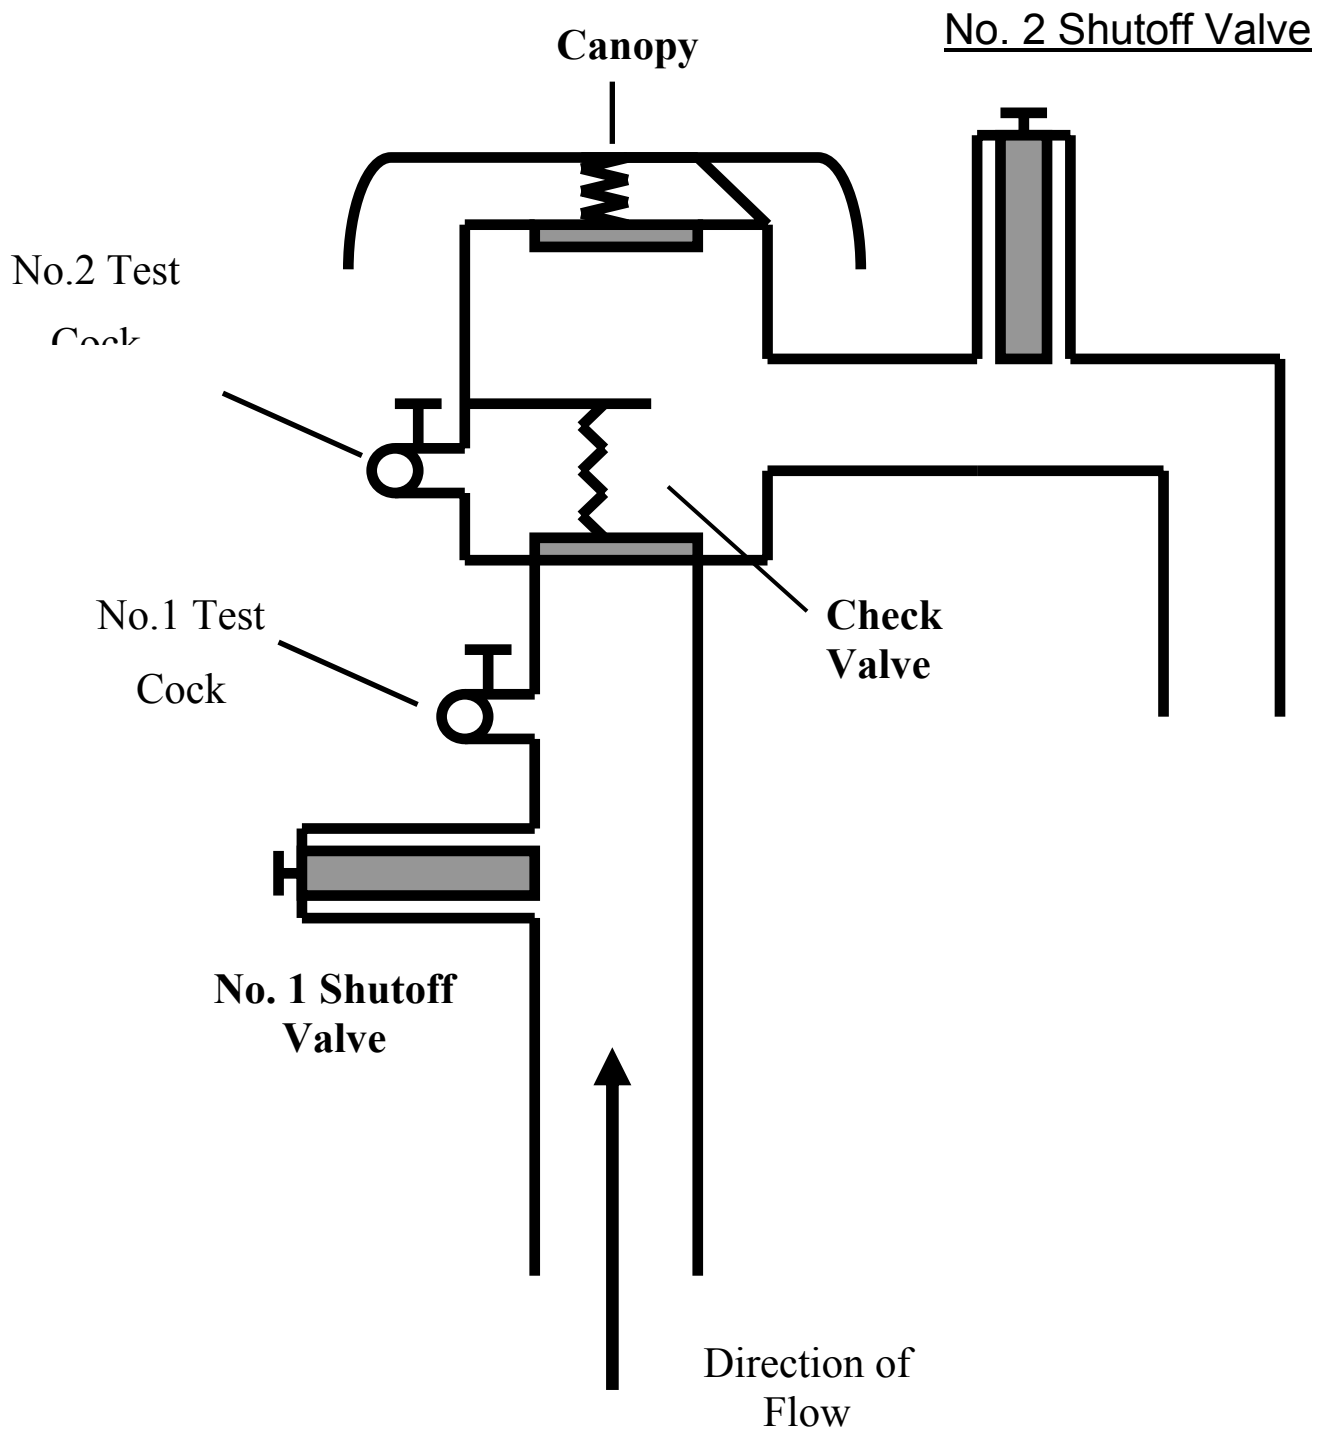 No. 2 Shutoff Valve
Canopy
No.2 Test
Cock
No.1 Test
Cock
Check
Valve
No. 1 Shutoff
Valve
Direction of
Flow